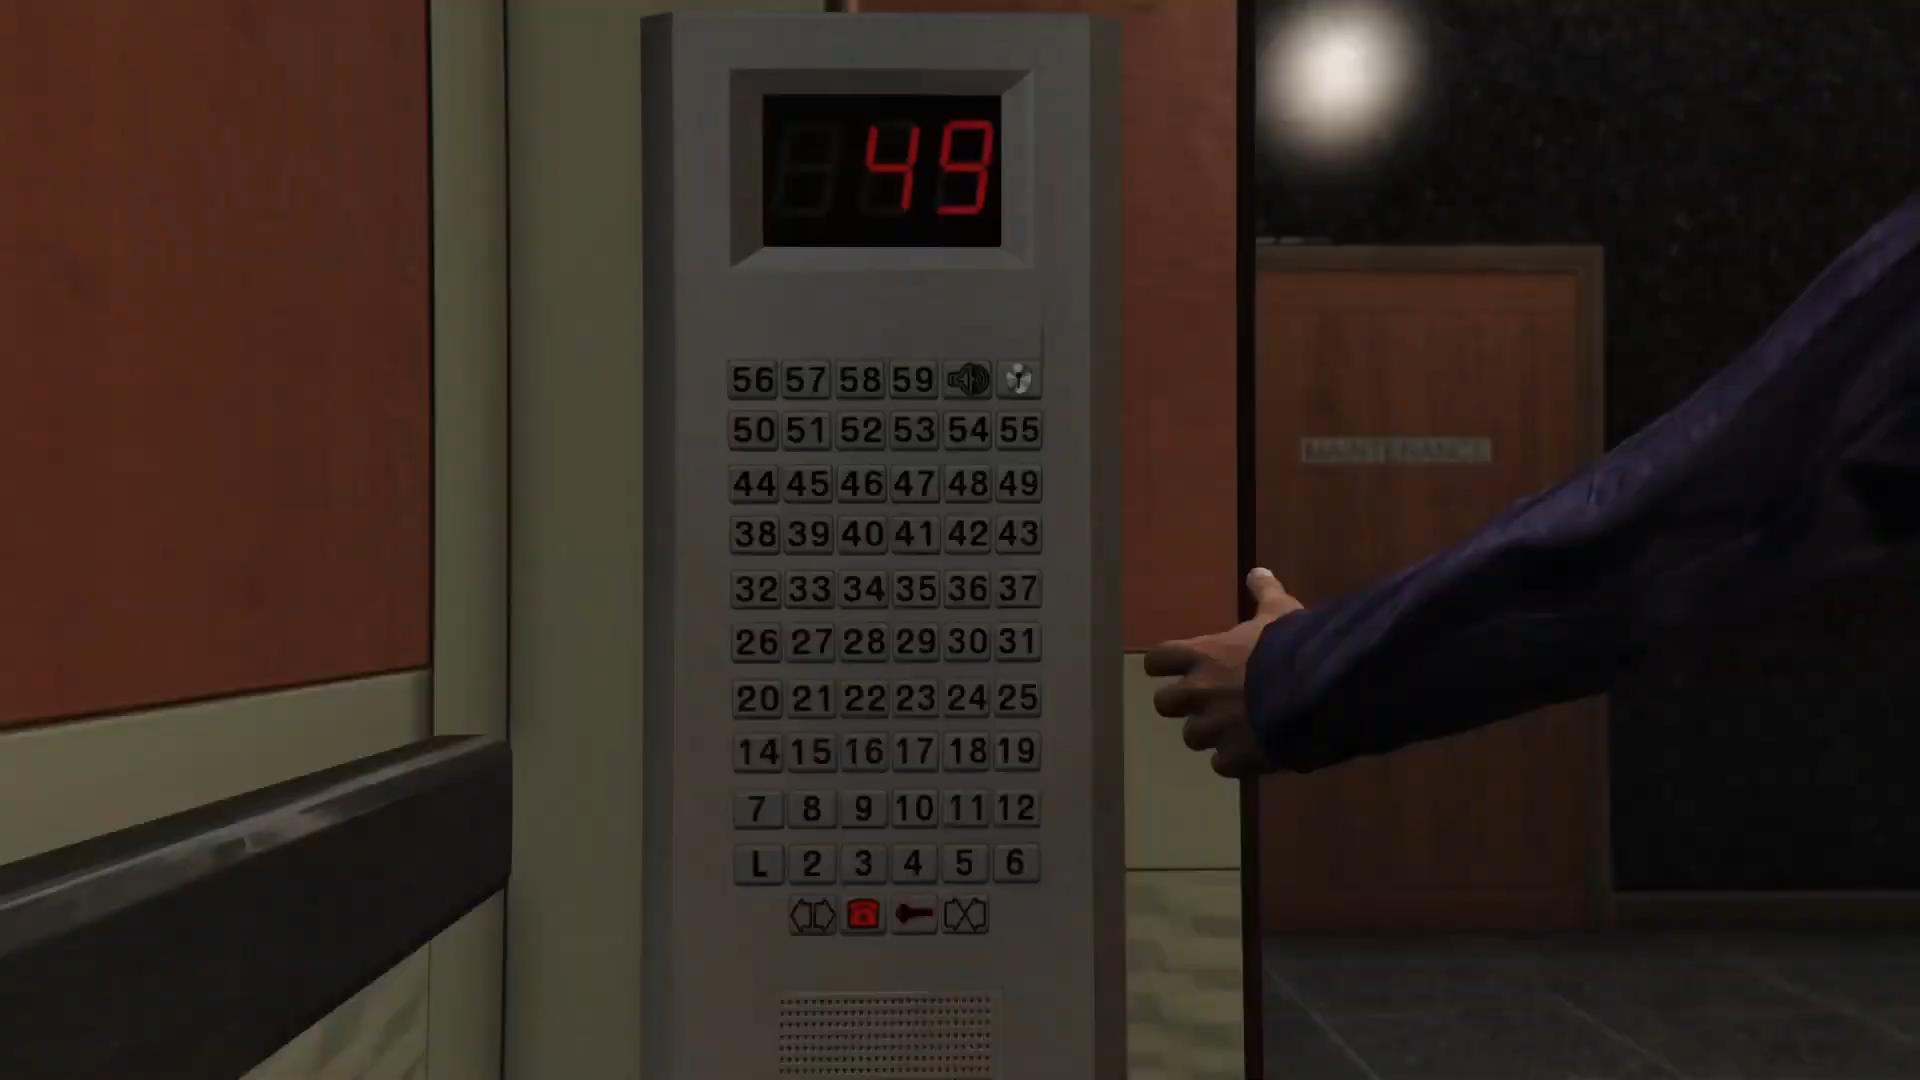 49
56 57 58 59
50 51 52 53 54 55
44 45 46 47 48 49
38 39 40 41 42 43
32 33 34 35 36 37
26 27 28 29 30 31
20 21 22 23 24 25
14 15 16 17 18 19
7 8 9 10 11 12
L 2 3 4 5 6
MAINTENANCE